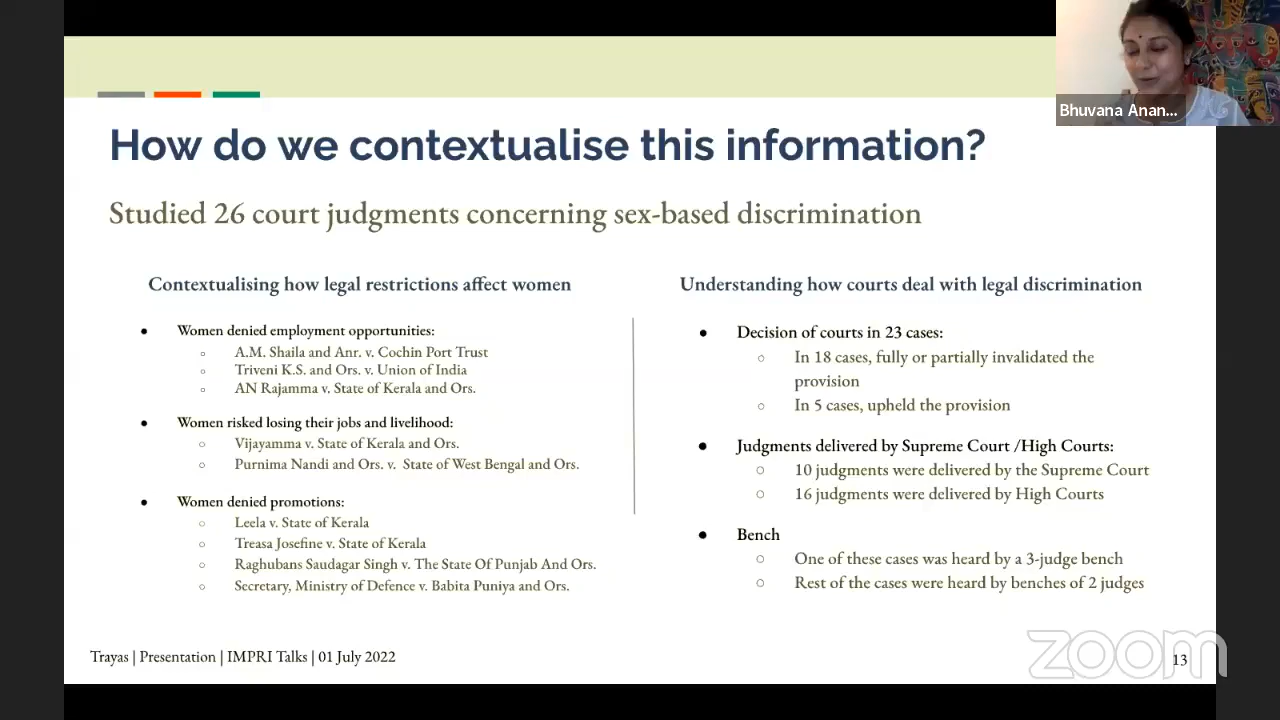 Bhuvana Anan...
How do we contextualise this information?
Studied 26 court judgments concerning sex-based discrimination
Contextualising how legal restrictions affect women
● Women denied employment opportunities:
○ A.M. Shaila and Anr. v. Cochin Port Trust
○ Triveni K.S. and Ors. v. Union of India
○ AN Rajamma v. State of Kerala and Ors.
● Women risked losing their jobs and livelihood:
○ Vijayamma v. State of Kerala and Ors.
○ Purnima Nandi and Ors. v. State of West Bengal and Ors.
● Women denied promotions:
○ Leela v. State of Kerala
○ Treasa Josefine v. State of Kerala
○ Raghubans Saudagar Singh v. The State Of Punjab And Ors.
○ Secretary, Ministry of Defence v. Babita Puniya and Ors.
Understanding how courts deal with legal discrimination
● Decision of courts in 23 cases:
○ In 18 cases, fully or partially invalidated the
provision
○ In 5 cases, upheld the provision
● Judgments delivered by Supreme Court /High Courts:
○ 10 judgments were delivered by the Supreme Court
○ 16 judgments were delivered by High Courts
● Bench
○ One of these cases was heard by a 3-judge bench
○ Rest of the cases were heard by benches of 2 judges
Trayas | Presentation | IMPRI Talks | 01 July 2022
zoom
13